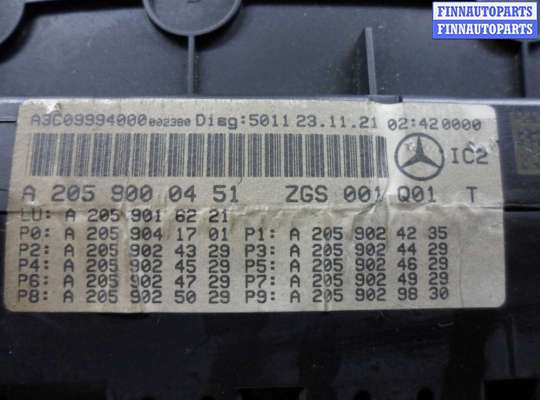 FINNAUTOPARTS
FINNAUTOPARTS
A3C09994000 002380 Diag:5011 23.11.21 02:42 0000
IC2
A 205 900 04 51 ZGS 001 Q01 T
LU: A 205 901 62 21
P0: A 205 904 17 01 P1: A 205 902 42 35
P2: A 205 902 43 29 P3: A 205 902 44 29
P4: A 205 902 45 29 P5: A 205 902 46 29
P6: A 205 902 47 29 P7: A 205 902 49 29
P8: A 205 902 50 29 P9: A 205 902 98 30